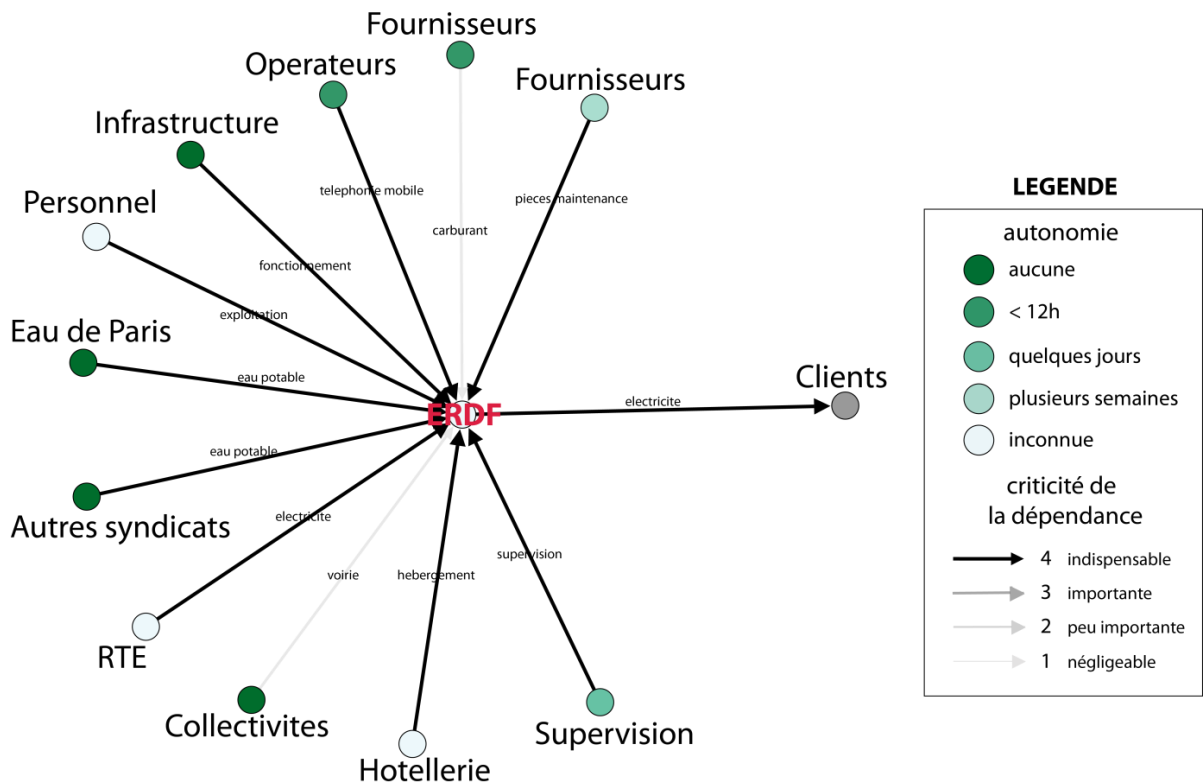 Fournisseurs
Operateurs
Fournisseurs
Infrastructure
telephonie mobile
pieces maintenance
Personnel
carburant
fonctionnement
exploitation
Eau de Paris
eau potable
ERDF
electricite
Clients
eau potable
Autres syndicats
electricite
supervision
voirie
hebergement
RTE
Collectivites
Supervision
Hotellerie
LEGENDE
autonomie
aucune
< 12h
quelques jours
plusieurs semaines
inconnue
criticité de
la dépendance
4 indispensable
3 importante
2 peu importante
1 négligeable